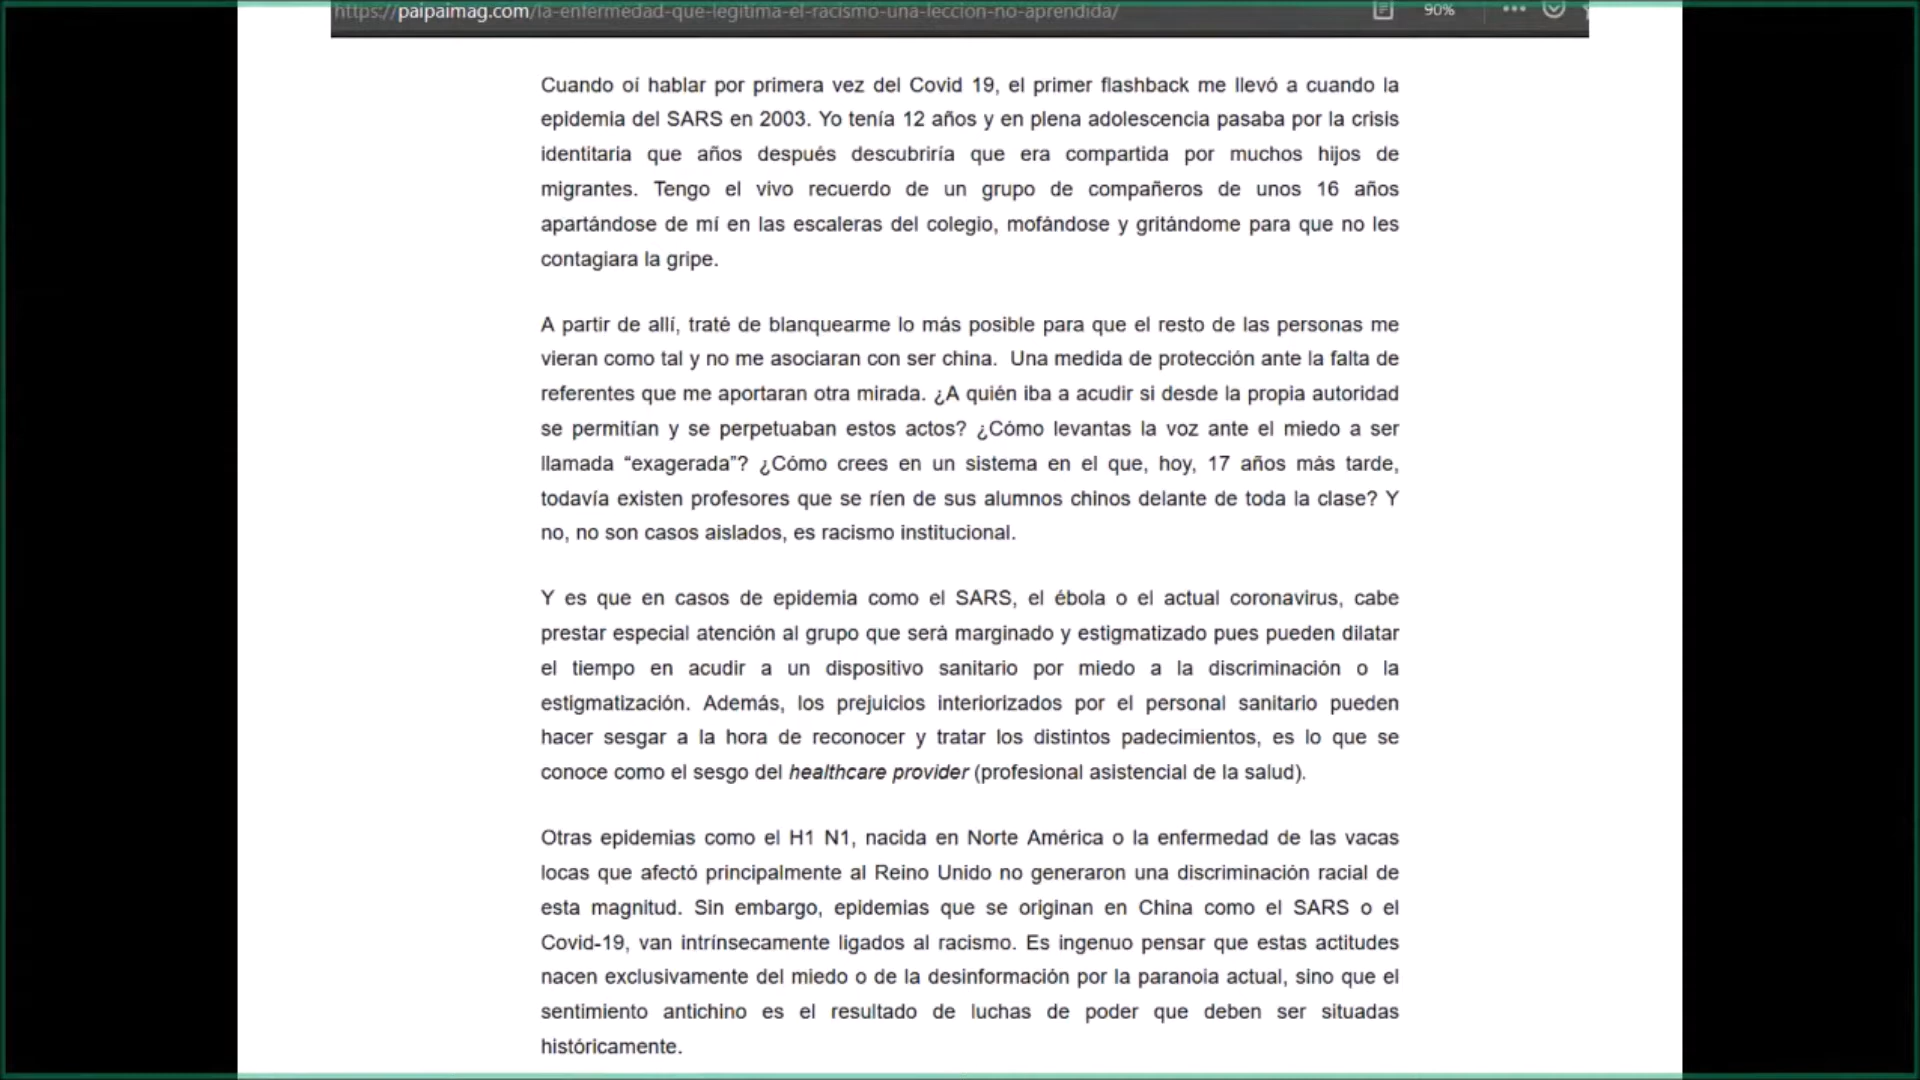 https://paipaimag.com/la-enfermedad-que-legitima-el-racismo-una-leccion-no-aprendida/
90%
Cuando oí hablar por primera vez del Covid 19, el primer flashback me llevó a cuando la
epidemia del SARS en 2003. Yo tenía 12 años y en plena adolescencia pasaba por la crisis
identitaria que años después descubriría que era compartida por muchos hijos de
migrantes. Tengo el vivo recuerdo de un grupo de compañeros de unos 16 años
apartándose de mí en las escaleras del colegio, mofándose y gritándome para que no les
contagiara la gripe.
A partir de allí, traté de blanquearme lo más posible para que el resto de las personas me
vieran como tal y no me asociaran con ser china. Una medida de protección ante la falta de
referentes que me aportaran otra mirada. ¿A quién iba a acudir si desde la propia autoridad
se permitían y se perpetuaban estos actos? ¿Cómo levantas la voz ante el miedo a ser
llamada “exagerada”? ¿Cómo crees en un sistema en el que, hoy, 17 años más tarde,
todavía existen profesores que se ríen de sus alumnos chinos delante de toda la clase? Y
no, no son casos aislados, es racismo institucional.
Y es que en casos de epidemia como el SARS, el ébola o el actual coronavirus, cabe
prestar especial atención al grupo que será marginado y estigmatizado pues pueden dilatar
el tiempo en acudir a un dispositivo sanitario por miedo a la discriminación o la
estigmatización. Además, los prejuicios interiorizados por el personal sanitario pueden
hacer sesgar a la hora de reconocer y tratar los distintos padecimientos, es lo que se
conoce como el sesgo del healthcare provider (profesional asistencial de la salud).
Otras epidemias como el H1 N1, nacida en Norte América o la enfermedad de las vacas
locas que afectó principalmente al Reino Unido no generaron una discriminación racial de
esta magnitud. Sin embargo, epidemias que se originan en China como el SARS o el
Covid-19, van intrínsecamente ligados al racismo. Es ingenuo pensar que estas actitudes
nacen exclusivamente del miedo o de la desinformación por la paranoia actual, sino que el
sentimiento antichino es el resultado de luchas de poder que deben ser situadas
históricamente.